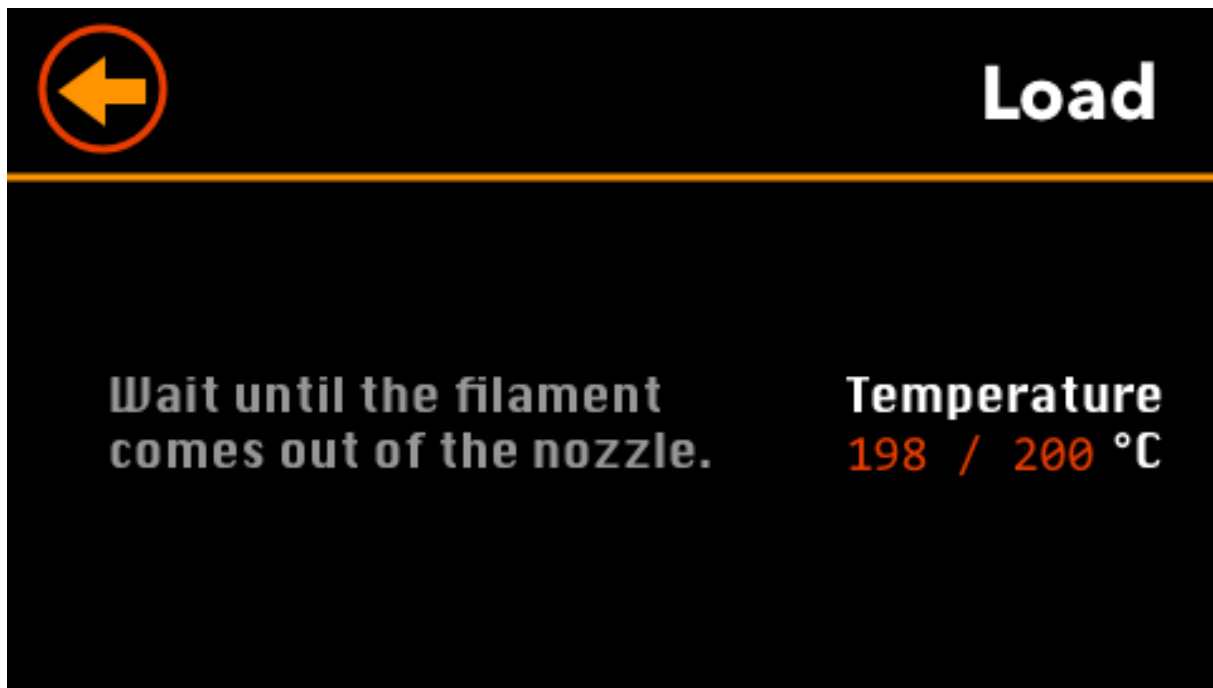 Load
Wait until the filament
comes out of the nozzle.
Temperature
198 / 200 °C